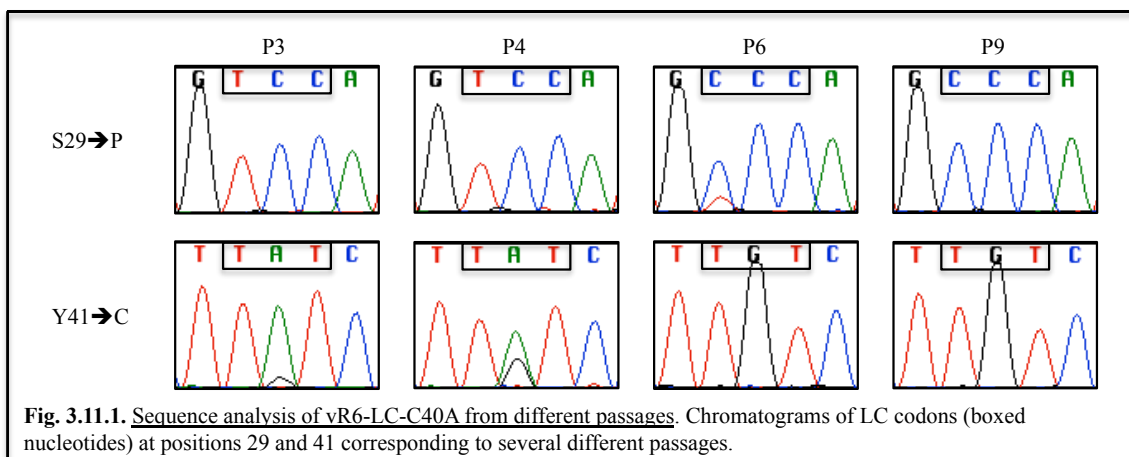 P3 P4 P6 P9
G T C C A G T C C A G C C C A G C C C A
S29➔P
T T A T C T T A T C T T G T C T T G T C
Y41➔C
Fig. 3.11.1. Sequence analysis of vR6-LC-C40A from different passages. Chromatograms of LC codons (boxed
nucleotides) at positions 29 and 41 corresponding to several different passages.